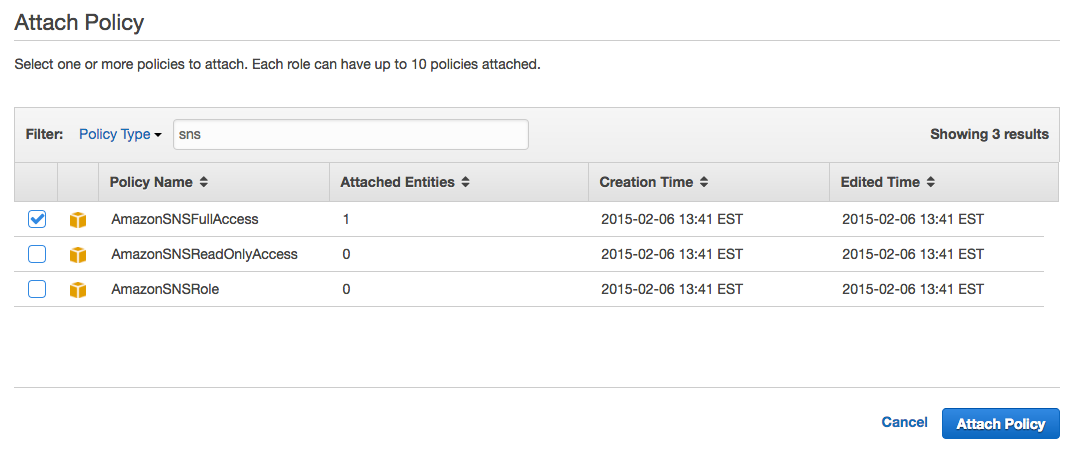 Attach Policy
Select one or more policies to attach. Each role can have up to 10 policies attached.
Filter: Policy Type sns Showing 3 results
Policy Name Attached Entities Creation Time Edited Time
AmazonSNSFullAccess 1 2015-02-06 13:41 EST 2015-02-06 13:41 EST
AmazonSNSReadOnlyAccess 0 2015-02-06 13:41 EST 2015-02-06 13:41 EST
AmazonSNSRole 0 2015-02-06 13:41 EST 2015-02-06 13:41 EST
Cancel Attach Policy